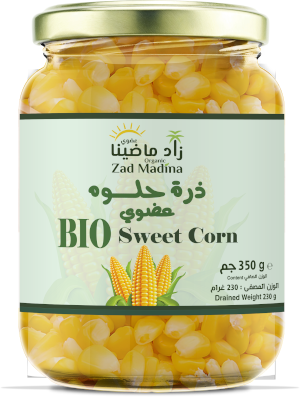 عضوي
زاد ماضينا
Organic
Zad Madina
ذرة حلوه
عضوي
BIO Sweet Corn
350 g جم ℮
الوزن الصافي Content
الوزن المصفى : 230 غرام
Drained Weight 230 g